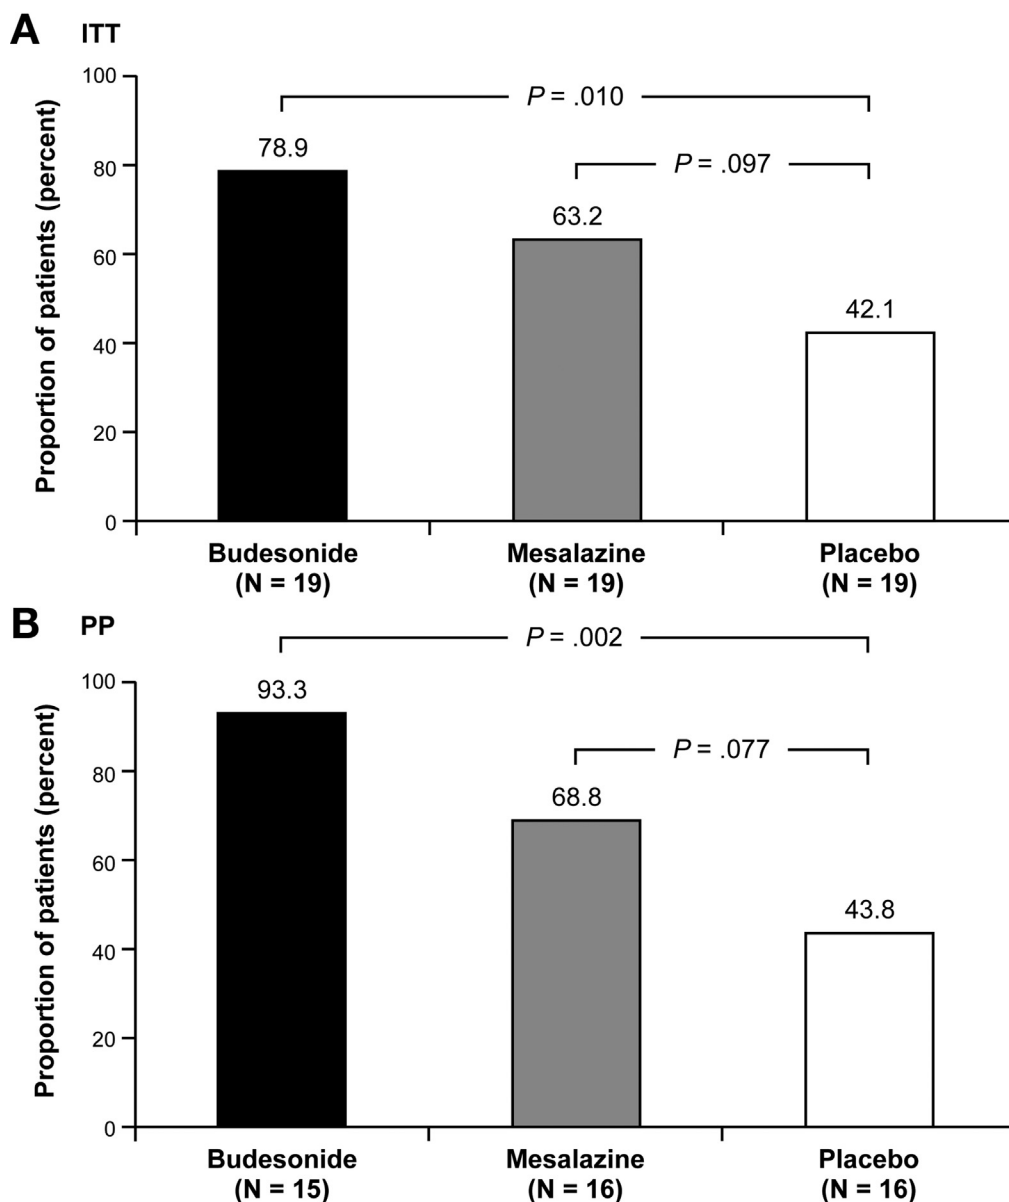 A ITT
Proportion of patients (percent)
100
80
60
40
20
0
P = .010
P = .097
78.9
63.2
42.1
Budesonide
(N = 19)
Mesalazine
(N = 19)
Placebo
(N = 19)
B PP
Proportion of patients (percent)
100
80
60
40
20
0
P = .002
P = .077
93.3
68.8
43.8
Budesonide
(N = 15)
Mesalazine
(N = 16)
Placebo
(N = 16)